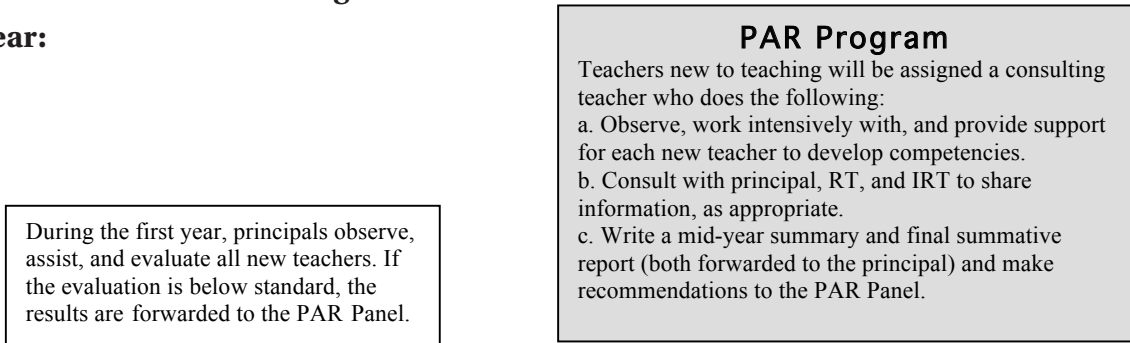 ear:
PAR Program
Teachers new to teaching will be assigned a consulting
teacher who does the following:
a. Observe, work intensively with, and provide support
for each new teacher to develop competencies.
b. Consult with principal, RT, and IRT to share
information, as appropriate.
c. Write a mid-year summary and final summative
report (both forwarded to the principal) and make
recommendations to the PAR Panel.
During the first year, principals observe,
assist, and evaluate all new teachers. If
the evaluation is below standard, the
results are forwarded to the PAR Panel.